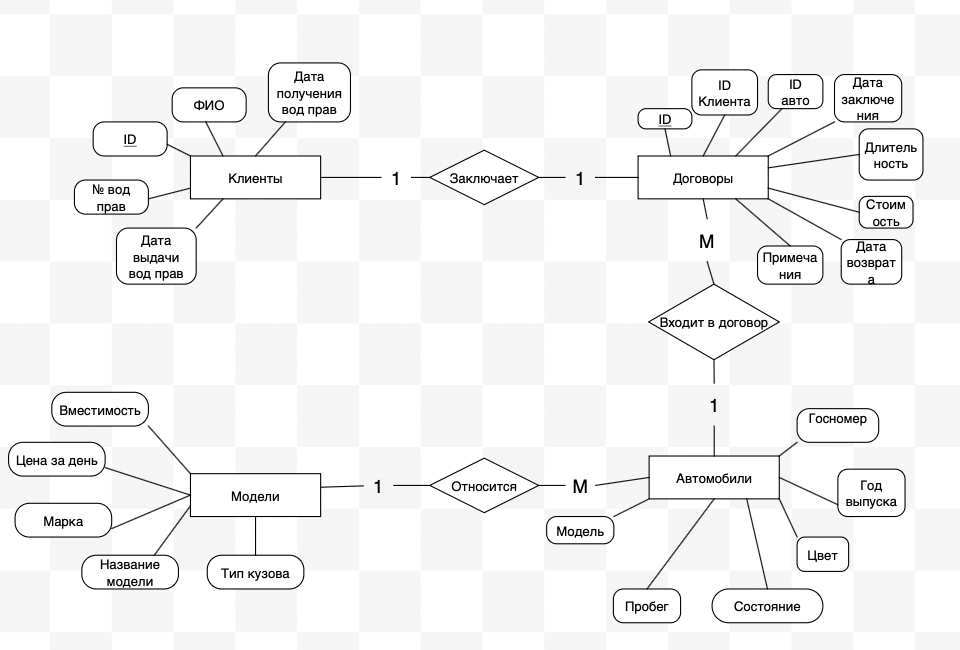 Дата
получения
вод прав
ФИО
ID
№ вод
прав
Дата
выдачи
вод прав
Клиенты
1
Заключает
1
Договоры
ID
ID
Клиента
ID
авто
Дата
заключе
ния
Длитель
ность
Стоим
ость
Дата
возврат
а
Примеча
ния
M
Входит в договор
1
Автомобили
Госномер
Год
выпуска
Цвет
Состояние
Пробег
Модель
M
Относится
1
Модели
Вместимость
Цена за день
Марка
Название
модели
Тип кузова